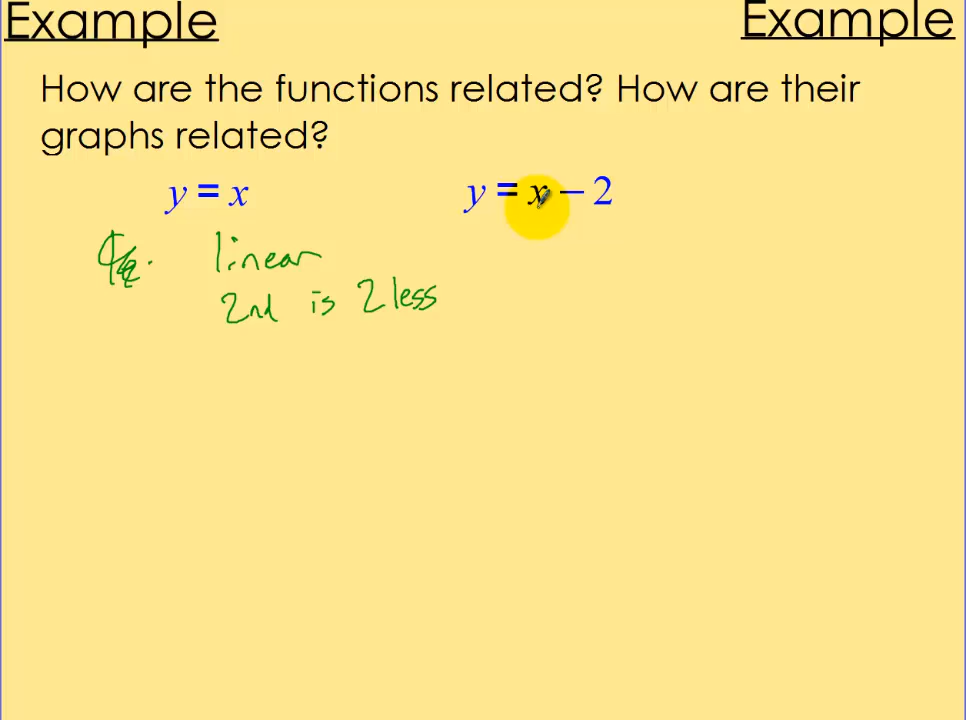 Example Example
How are the functions related? How are their
graphs related?
y = x y = x − 2
linear
2nd is 2 less